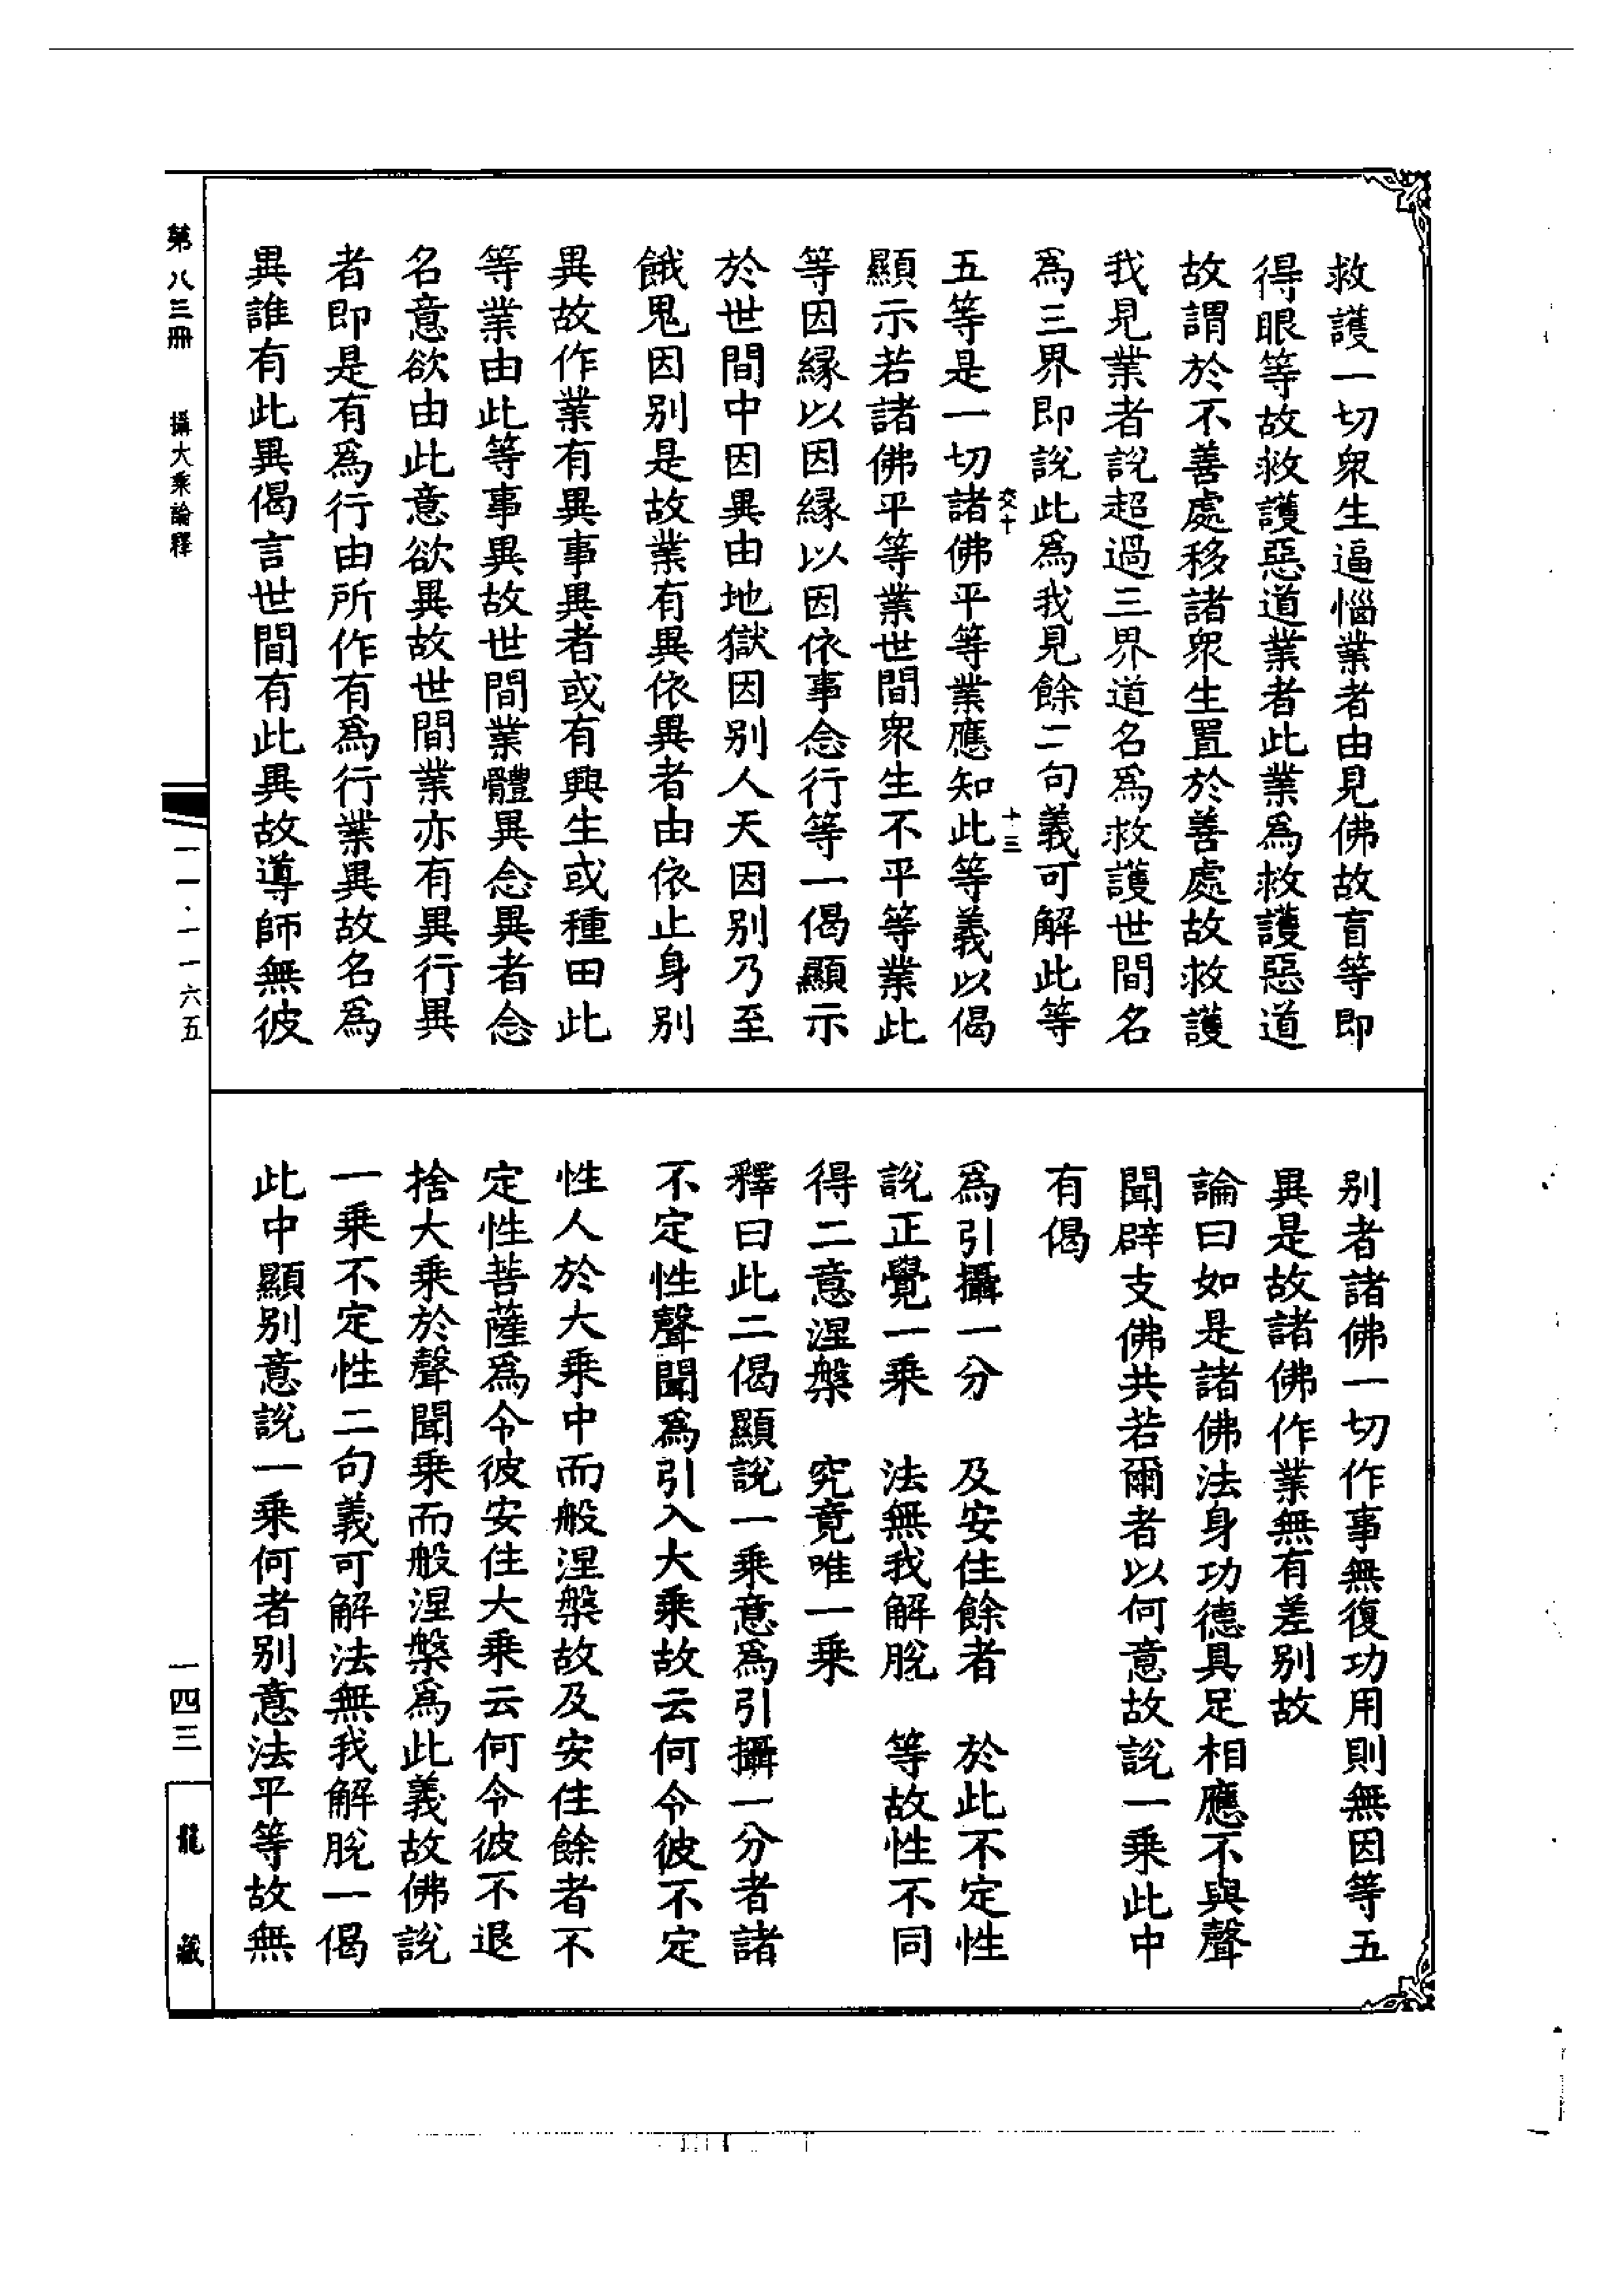 救護一切衆生逼惱業者由見佛故盲等即
得眼等故救護惡道業者此業爲救護惡道
故謂於不善處移諸衆生置於善處故救護
我見業者說超過三界道名爲救護世間名
爲三界即說此爲我見餘二句義可解此等
交十
十三
五等是一切諸佛平等業應知此等義以偈
顯示若諸佛平等業世間衆生不平等業此
等因緣以因緣以因依事念行等一偈顯示
於世間中因異由地獄因别人天因别乃至
餓鬼因别是故業有異依異者由依止身别
異故作業有異事異者或有興生或種田此
等業由此等事異故世間業體異念異者念
名意欲由此意欲異故世間業亦有異行異
者即是有爲行由所作有爲行業異故名爲
異誰有此異偈言世間有此異故導師無彼
别者諸佛一切作事無復功用則無因等五
異是故諸佛作業無有差别故
論曰如是諸佛法身功德具足相應不與聲
聞辟支佛共若爾者以何意故說一乘此中
有偈
爲引攝一分　及安住餘者　於此不定性
說正覺一乘　法無我解脫　等故性不同
得二意涅槃　究竟唯一乘
釋曰此二偈顯說一乘意爲引攝一分者諸
不定性聲聞爲引入大乘故云何令彼不定
性人於大乘中而般涅槃故及安住餘者不
定性菩薩爲令彼安住大乘云何令彼不退
捨大乘於聲聞乘而般涅槃爲此義故佛說
一乘不定性二句義可解法無我解脫一偈
此中顯别意說一乘何者别意法平等故無
第八三冊　攝大乘論釋
一一·一一六五
一四三
龍藏